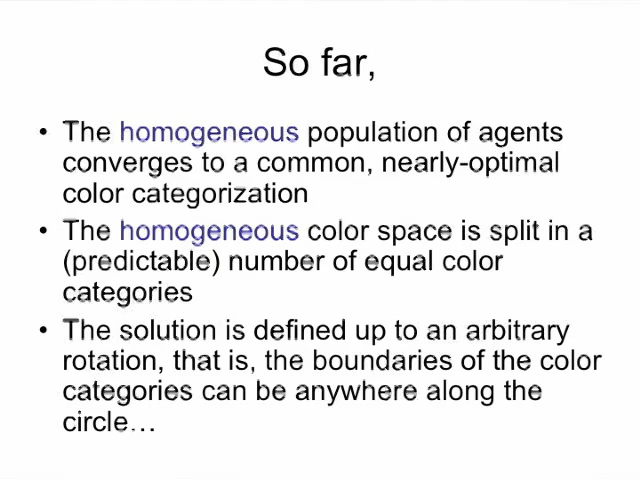 So far,
• The homogeneous population of agents
converges to a common, nearly-optimal
color categorization
• The homogeneous color space is split in a
(predictable) number of equal color
categories
• The solution is defined up to an arbitrary
rotation, that is, the boundaries of the color
categories can be anywhere along the
circle…